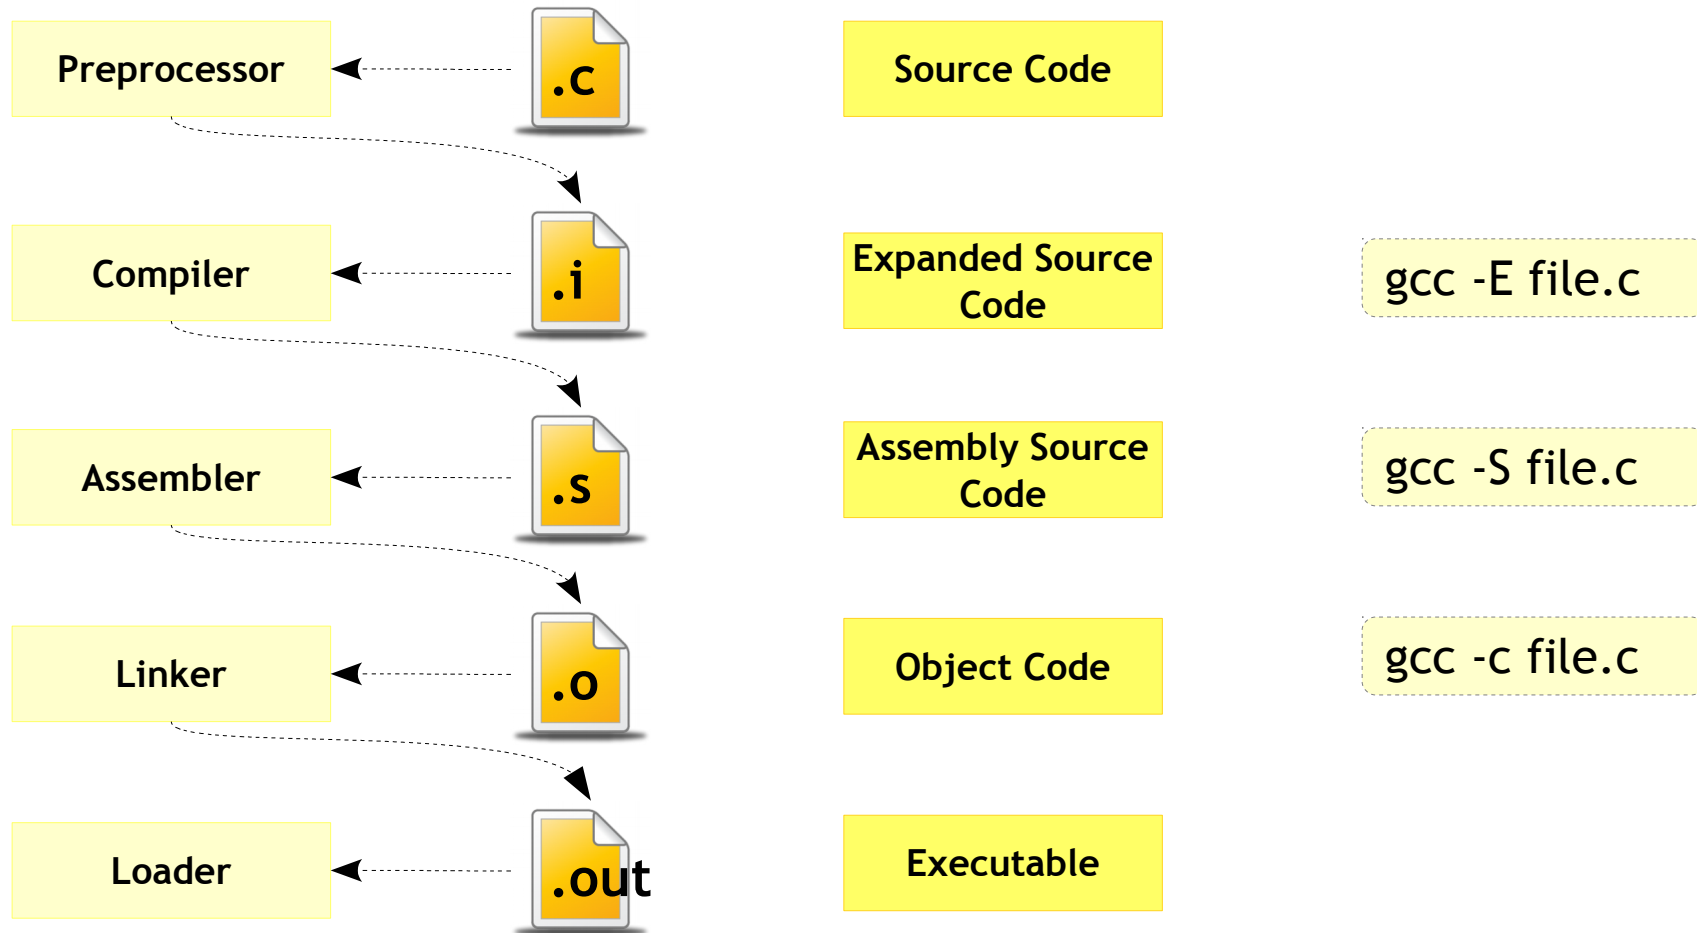 Preprocessor
.c
Source Code
Compiler
.i
Expanded Source
Code
gcc -E file.c
Assembler
.s
Assembly Source
Code
gcc -S file.c
Linker
.o
Object Code
gcc -c file.c
Loader
.out
Executable